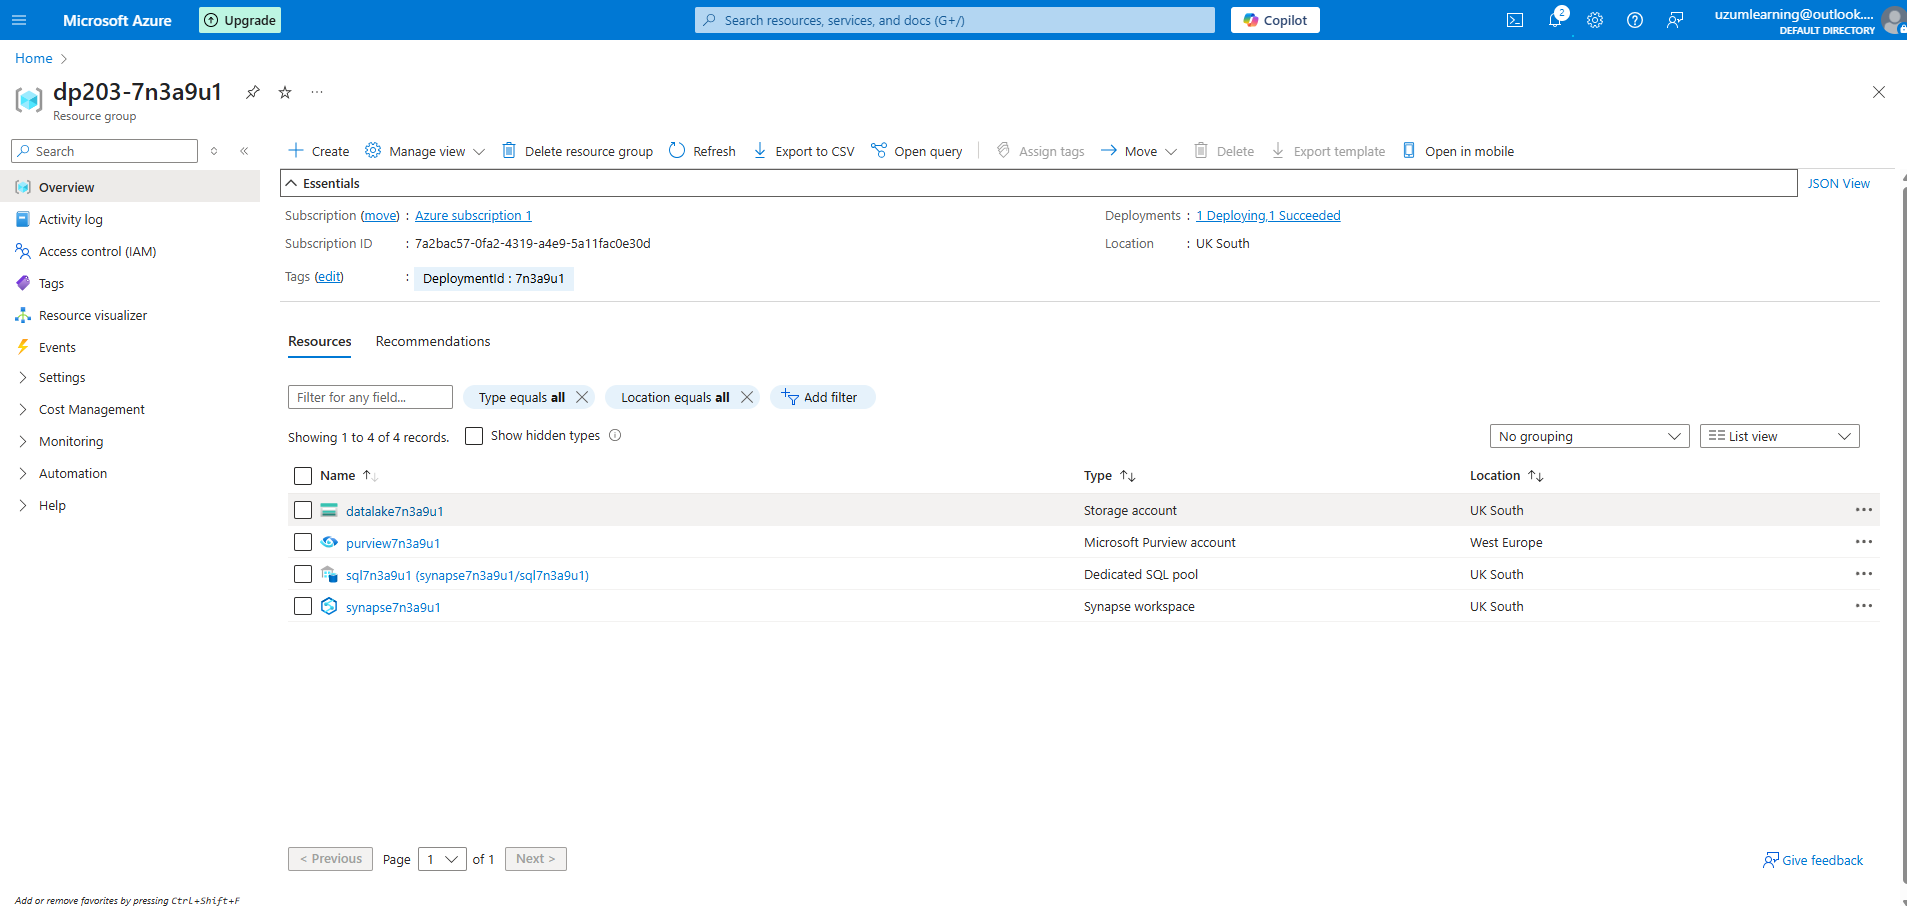 Microsoft Azure
Upgrade
Search resources, services, and docs (G+/)
Copilot
2
uzumlearning@outlook....
DEFAULT DIRECTORY
Home
dp203-7n3a9u1
Resource group
Search
Create
Manage view
Delete resource group
Refresh
Export to CSV
Open query
Assign tags
Move
Delete
Export template
Open in mobile
Overview
Activity log
Access control (IAM)
Tags
Resource visualizer
Events
Settings
Cost Management
Monitoring
Automation
Help
Essentials
JSON View
Subscription (move) : Azure subscription 1
Deployments : 1 Deploying,1 Succeeded
Subscription ID : 7a2bac57-0fa2-4319-a4e9-5a11fac0e30d
Location : UK South
Tags (edit) : DeploymentId : 7n3a9u1
Resources Recommendations
Filter for any field...
Type equals all
Location equals all
Add filter
Showing 1 to 4 of 4 records.
Show hidden types
No grouping
List view
Name Type Location
datalake7n3a9u1 Storage account UK South
purview7n3a9u1 Microsoft Purview account West Europe
sql7n3a9u1 (synapse7n3a9u1/sql7n3a9u1) Dedicated SQL pool UK South
synapse7n3a9u1 Synapse workspace UK South
< Previous Page 1 of 1 Next >
Give feedback
Add or remove favorites by pressing Ctrl+Shift+F